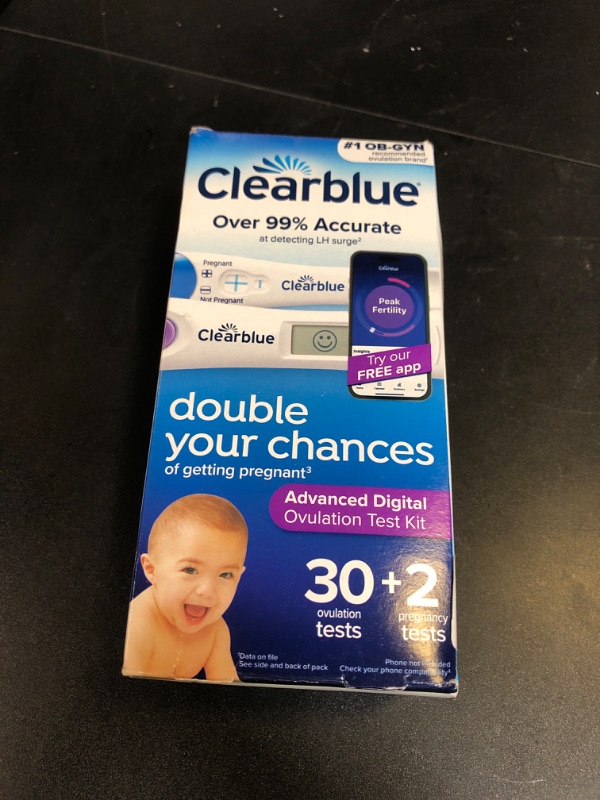 #1 OB-GYN
recommended
ovulation brand¹
Clearblue®
Over 99% Accurate
at detecting LH surge²
Pregnant
Not Pregnant
Clearblue
Clearblue
Clearblue
Peak
Fertility
Insights
Try our
FREE app
double
your chances
of getting pregnant³
Advanced Digital
Ovulation Test Kit
30 + 2
ovulation
tests
pregnancy
tests
¹Data on file
See side and back of pack
Phone not included
Check your phone compatibility⁴